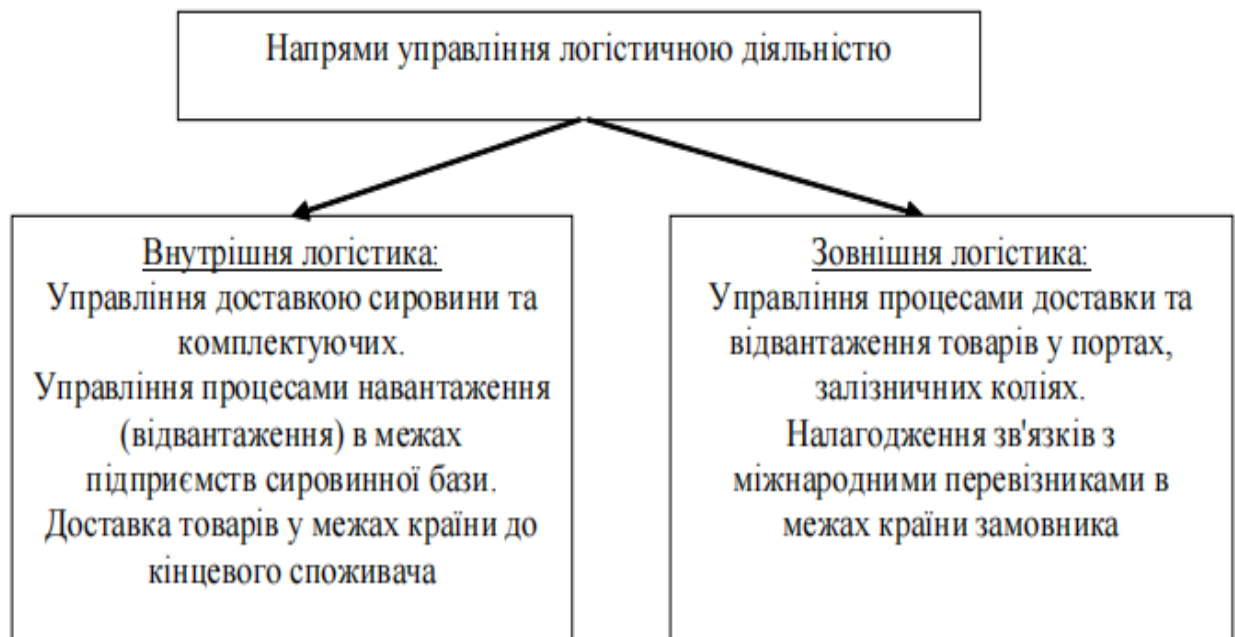 Напрями управління логістичною діяльністю
Внутрішня логістика:
Управління доставкою сировини та
комплектуючих.
Управління процесами навантаження
(відвантаження) в межах
підприємств сировинної бази.
Доставка товарів у межах країни до
кінцевого споживача
Зовнішня логістика:
Управління процесами доставки та
відвантаження товарів у портах,
залізничних коліях.
Налагодження зв'язків з
міжнародними перевізниками в
межах країни замовника